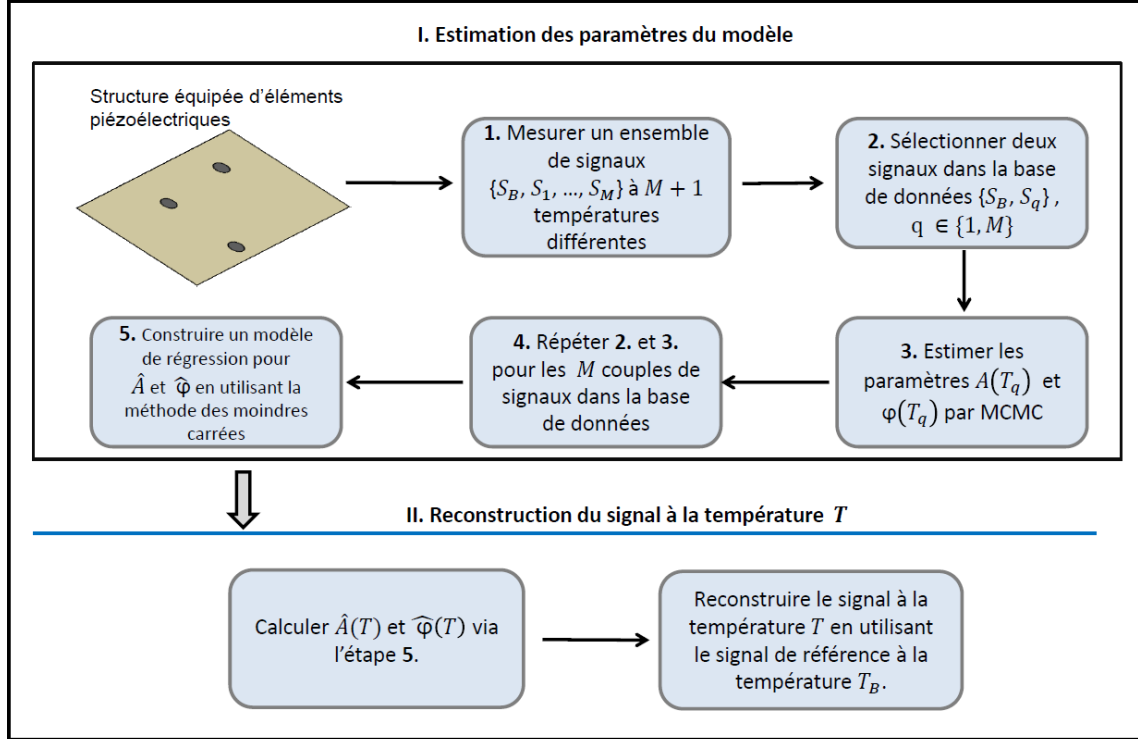 I. Estimation des paramètres du modèle
Structure équipée d'éléments
piézoélectriques
1. Mesurer un ensemble
de signaux
{S_B, S_1, ..., S_M} à M + 1
températures
différentes
2. Sélectionner deux
signaux dans la base
de données {S_B, S_q} ,
q ∈ {1, M}
3. Estimer les
paramètres A(T_q) et
φ(T_q) par MCMC
4. Répéter 2. et 3.
pour les M couples de
signaux dans la base
de données
5. Construire un modèle
de régression pour
Â et φ̂ en utilisant la
méthode des moindres
carrées
II. Reconstruction du signal à la température T
Calculer Â(T) et φ̂(T) via
l'étape 5.
Reconstruire le signal à la
température T en utilisant
le signal de référence à la
température T_B.